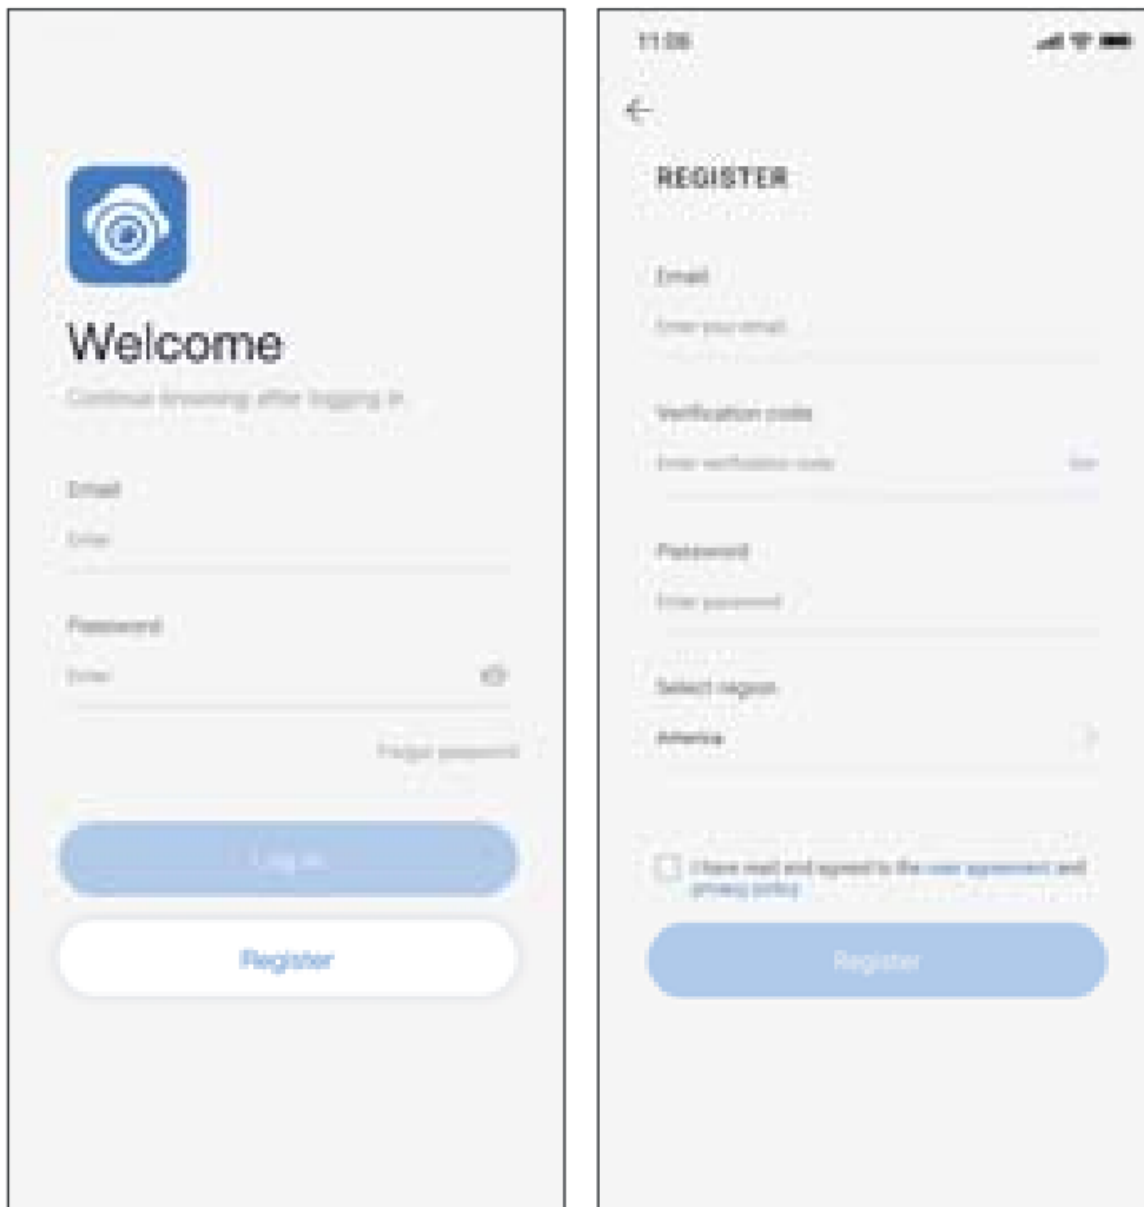 Welcome
Continue browsing after logging in
Email
Enter
Password
Enter
Forgot password
Log in
Register
11:08
REGISTER
Email
Enter your email
Verification code
Enter verification code
Password
Enter password
Select region
America
I have read and agreed to the user agreement and
privacy policy
Register